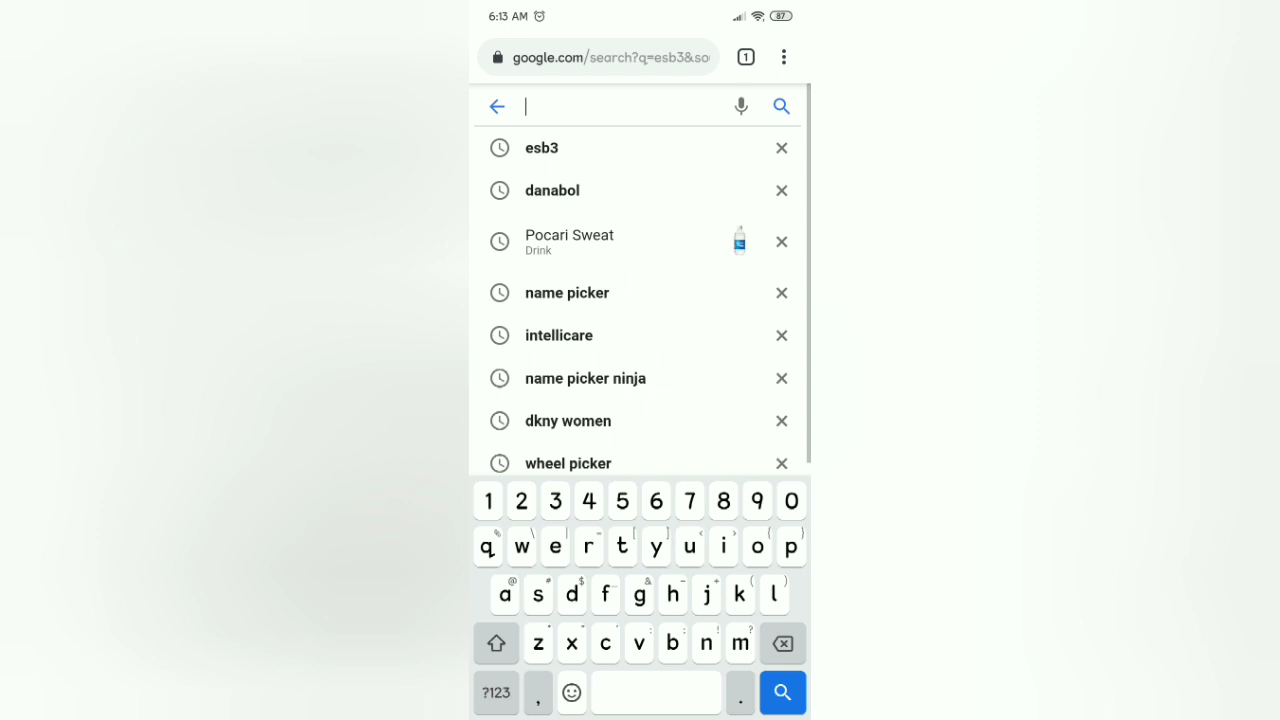 6:13 AM 87
google.com/search?q=esb3&so 1
esb3
danabol
Pocari Sweat
Drink
name picker
intellicare
name picker ninja
dkny women
wheel picker
1 2 3 4 5 6 7 8 9 0
q w e r t y u i o p
a s d f g h j k l
z x c v b n m
?123 , .